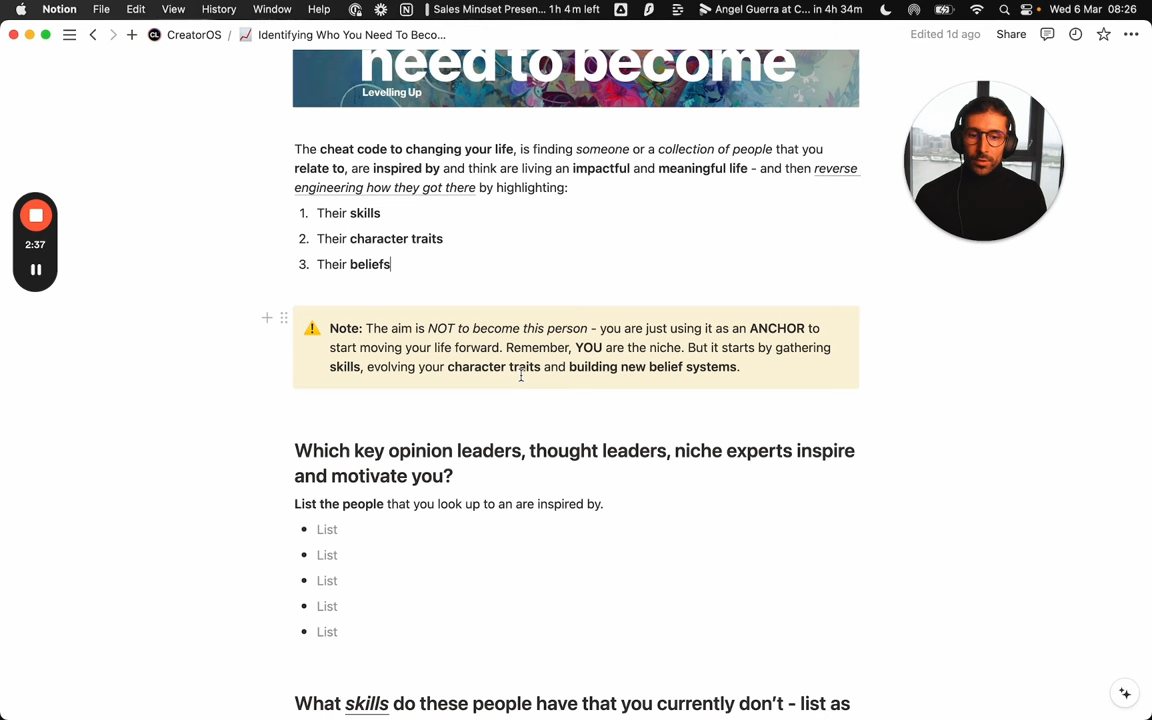 Notion File Edit View History Window Help Sales Mindset Presen... 1h 4m left Angel Guerra at C... in 4h 34m Wed 6 Mar 08:26
CreatorOS / Identifying Who You Need To Beco... Edited 1d ago Share
need to become
Levelling Up
The cheat code to changing your life, is finding someone or a collection of people that you
relate to, are inspired by and think are living an impactful and meaningful life - and then reverse
engineering how they got there by highlighting:
1. Their skills
2. Their character traits
3. Their beliefs
2:37
Note: The aim is NOT to become this person - you are just using it as an ANCHOR to
start moving your life forward. Remember, YOU are the niche. But it starts by gathering
skills, evolving your character traits and building new belief systems.
Which key opinion leaders, thought leaders, niche experts inspire
and motivate you?
List the people that you look up to an are inspired by.
• List
• List
• List
• List
• List
What skills do these people have that you currently don't - list as